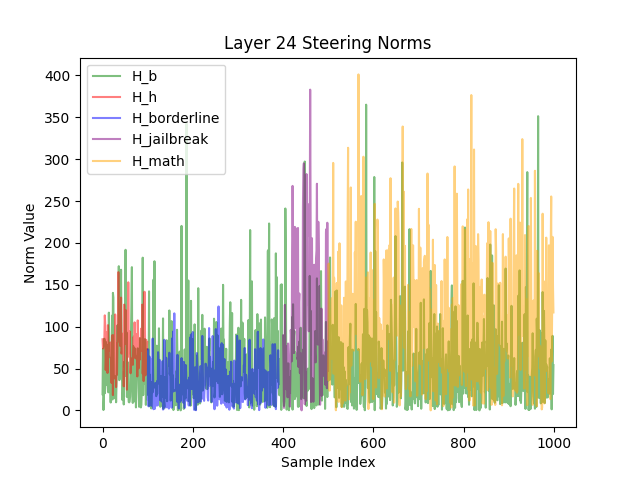 Layer 24 Steering Norms
H_b
H_h
H_borderline
H_jailbreak
H_math
Norm Value
400
350
300
250
200
150
100
50
0
0 200 400 600 800 1000
Sample Index